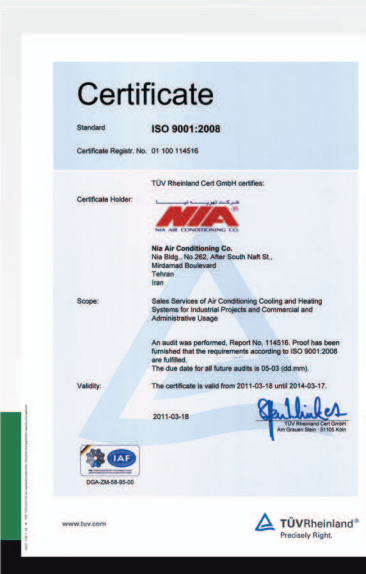 Certificate
Standard ISO 9001:2008
Certificate Registr. No. 01 100 114516
TÜV Rheinland Cert GmbH certifies:
Certificate Holder:
شرکت تهویه نیا
NIA®
NIA AIR CONDITIONING CO.
Nia Air Conditioning Co.
Nia Bldg., No.262, After South Naft St.,
Mirdamad Boulevard
Tehran
Iran
Scope: Sales Services of Air Conditioning Cooling and Heating
Systems for Industrial Projects and Commercial and
Administrative Usage
An audit was performed, Report No. 114516. Proof has been
furnished that the requirements according to ISO 9001:2008
are fulfilled.
The due date for all future audits is 05-03 (dd.mm).
Validity: The certificate is valid from 2011-03-18 until 2014-03-17.
2011-03-18
TÜV Rheinland Cert GmbH
Am Grauen Stein · 51105 Köln
IAF
DGA-ZM-58-95-00
www.tuv.com
TÜVRheinland®
Precisely Right.